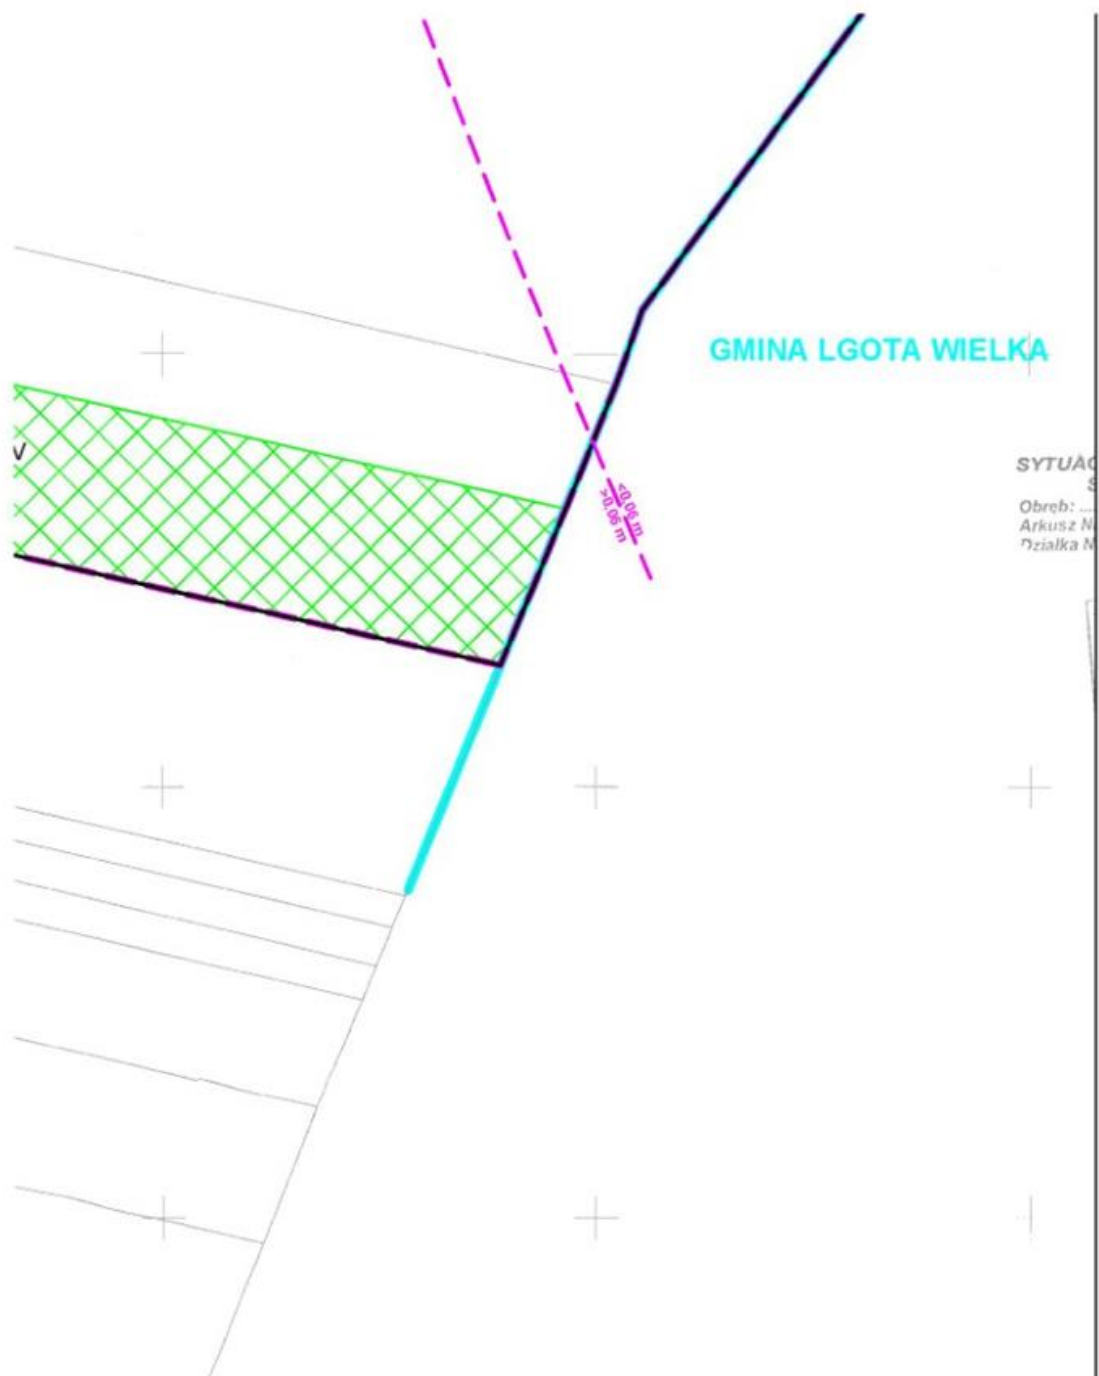 GMINA LGOTA WIELKA
V
SYTUAC
S
Obręb: ....
Arkusz N
Działka N
<0.06 m
>0.06 m